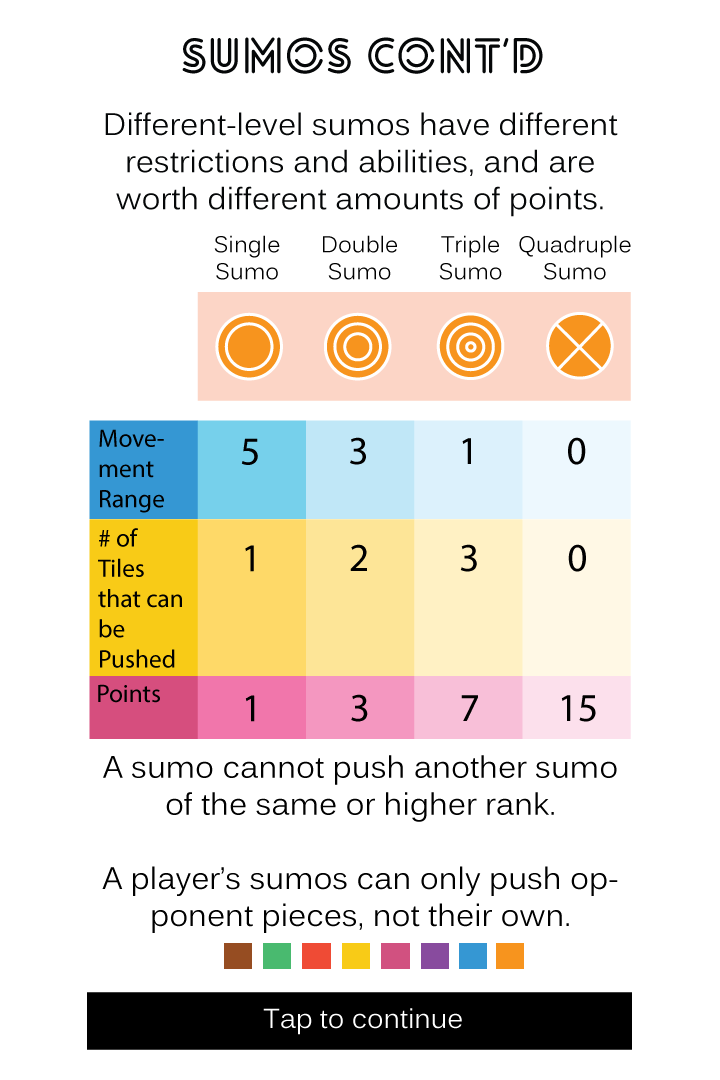 SUMOS CONT'D
Different-level sumos have different
restrictions and abilities, and are
worth different amounts of points.
Single Sumo Double Sumo Triple Sumo Quadruple Sumo
Move-
ment
Range 5 3 1 0
# of
Tiles
that can
be
Pushed 1 2 3 0
Points 1 3 7 15
A sumo cannot push another sumo
of the same or higher rank.
A player’s sumos can only push op-
ponent pieces, not their own.
Tap to continue